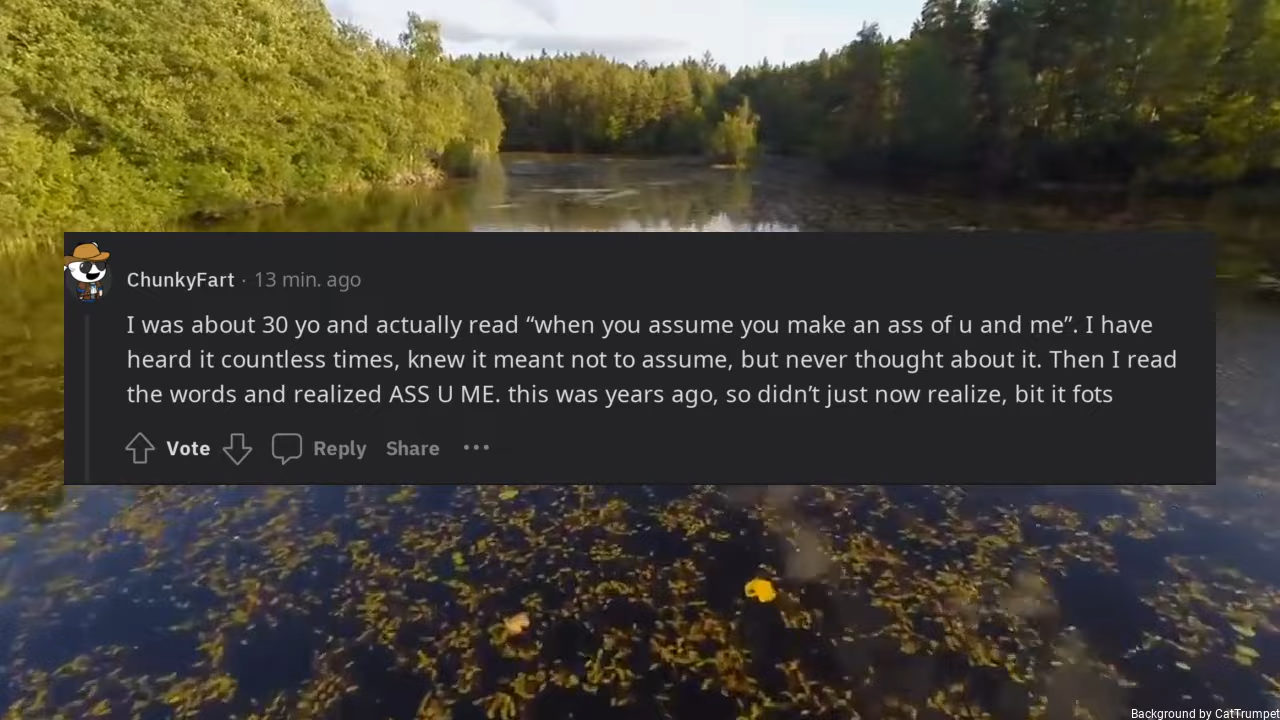 ChunkyFart · 13 min. ago
I was about 30 yo and actually read “when you assume you make an ass of u and me”. I have
heard it countless times, knew it meant not to assume, but never thought about it. Then I read
the words and realized ASS U ME. this was years ago, so didn’t just now realize, bit it fots
Vote Reply Share ···
Background by CatTrumpet